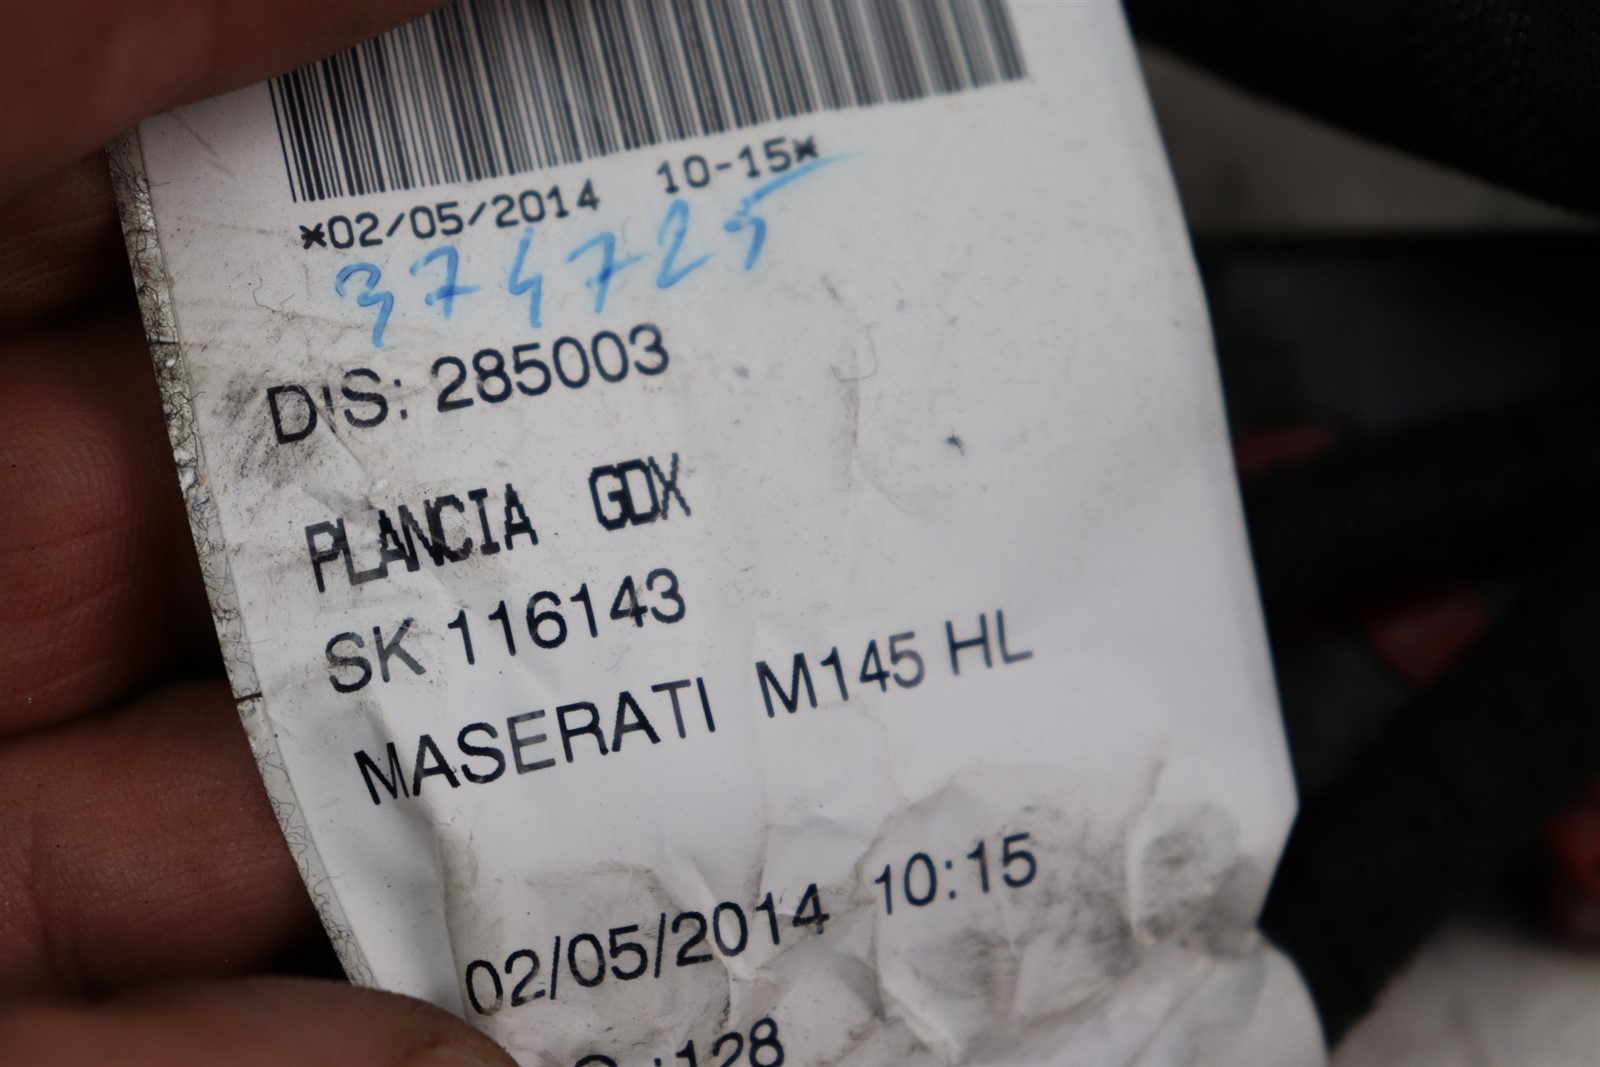 *02/05/2014 10-15*
374725
DIS: 285003
PLANCIA GDX
SK 116143
MASERATI M145 HL
02/05/2014 10:15
:128